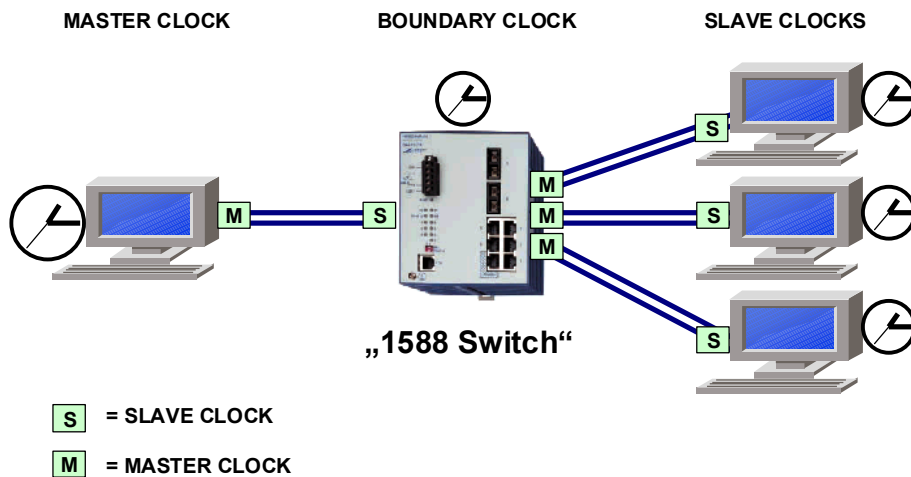 MASTER CLOCK
BOUNDARY CLOCK
SLAVE CLOCKS
S
M
S
M
M
S
M
S
S
„1588 Switch“
S = SLAVE CLOCK
M = MASTER CLOCK